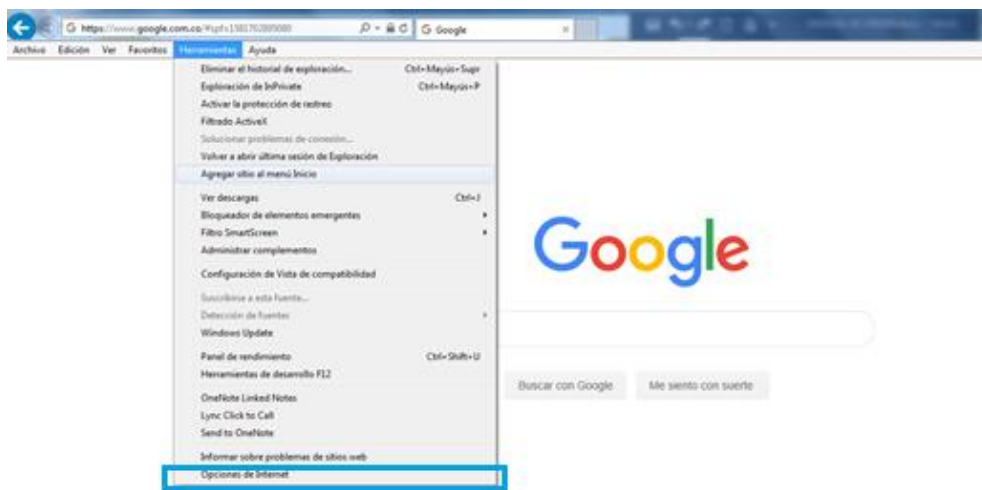 https://www.google.com.co/
Google
Archivo Edición Ver Favoritos Herramientas Ayuda
Eliminar el historial de exploración... Ctrl+Mayús+Supr
Exploración de InPrivate Ctrl+Mayús+P
Activar la protección de rastreo
Filtrado ActiveX
Solucionar problemas de conexión...
Volver a abrir última sesión de Exploración
Agregar sitio al menú Inicio
Ver descargas Ctrl+J
Bloqueador de elementos emergentes
Filtro SmartScreen
Administrar complementos
Configuración de Vista de compatibilidad
Suscribirse a esta fuente...
Detección de fuentes
Windows Update
Panel de rendimiento Ctrl+Shift+U
Herramientas de desarrollo F12
OneNote Linked Notes
Lync Click to Call
Send to OneNote
Informar sobre problemas de sitios web
Opciones de Internet
Google
Buscar con Google Me siento con suerte